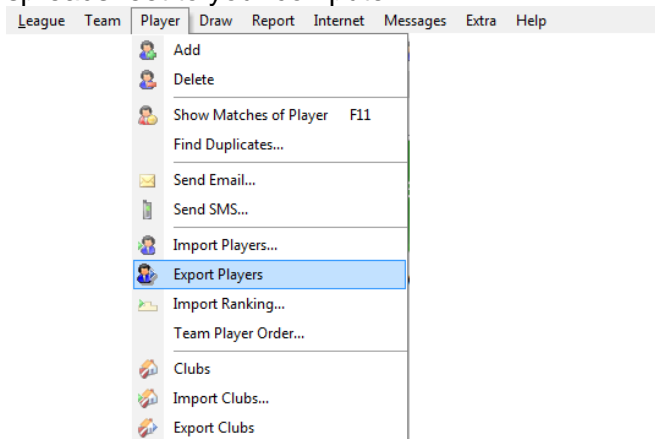 League Team Player Draw Report Internet Messages Extra Help
Add
Delete
Show Matches of Player F11
Find Duplicates...
Send Email...
Send SMS...
Import Players...
Export Players
Import Ranking...
Team Player Order...
Clubs
Import Clubs...
Export Clubs